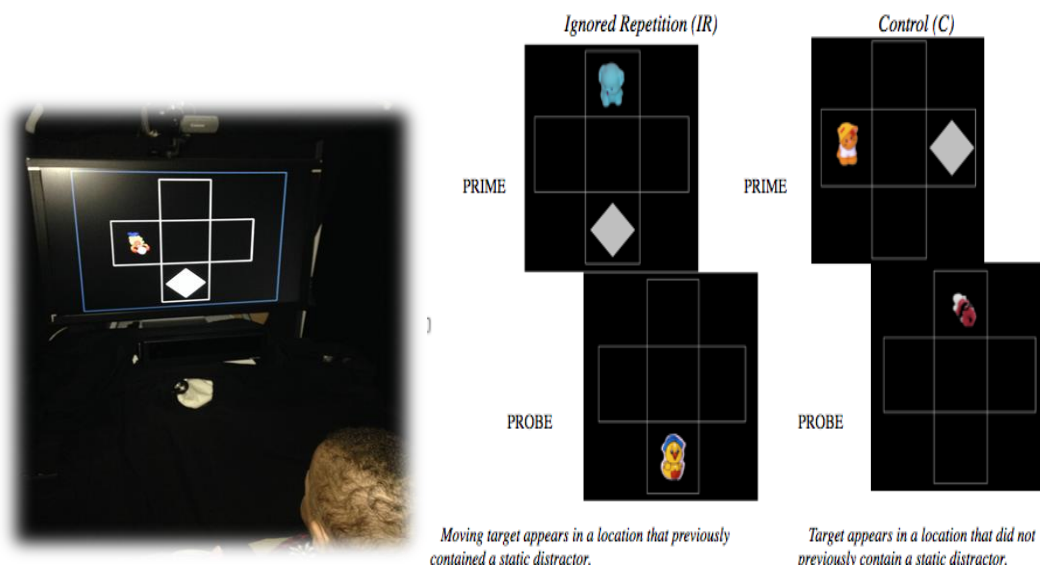 Ignored Repetition (IR)
Control (C)
PRIME
PRIME
PROBE
PROBE
Moving target appears in a location that previously
contained a static distractor.
Target appears in a location that did not
previously contain a static distractor.